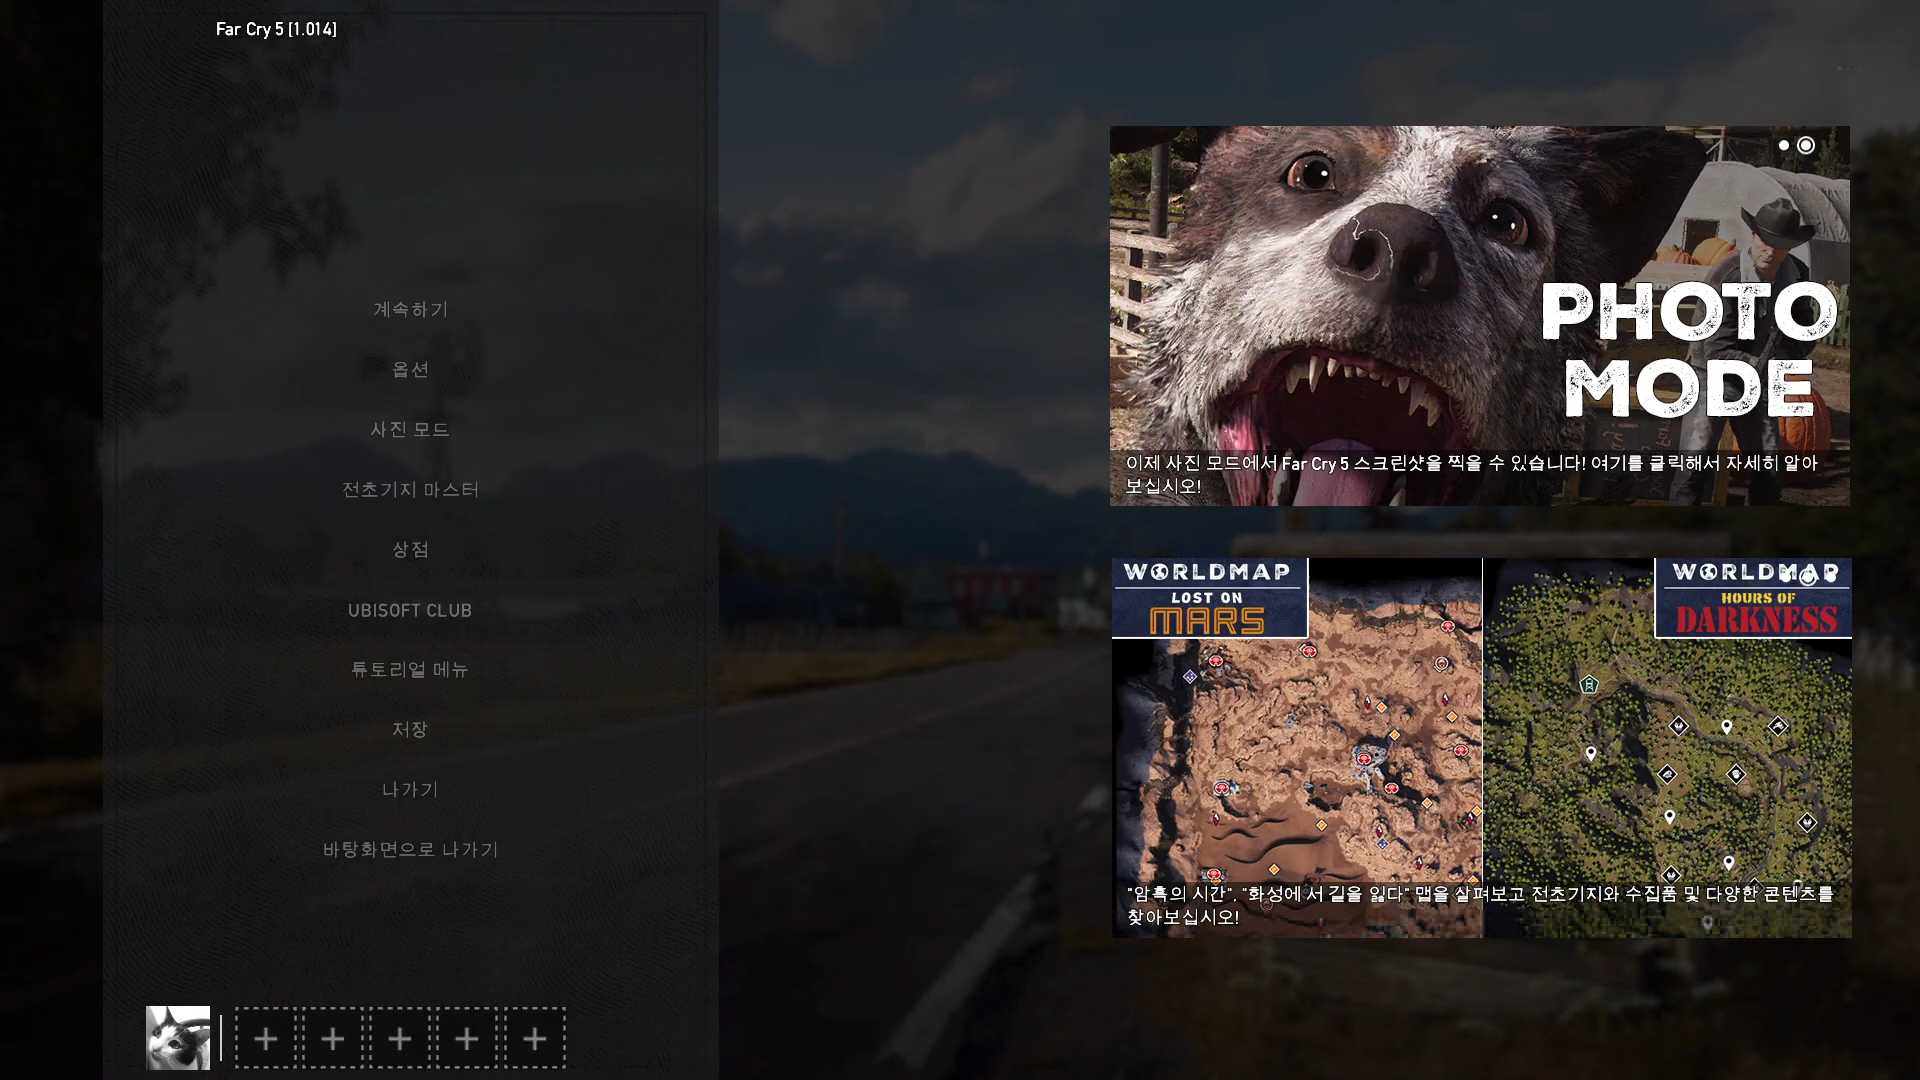 Far Cry 5 [1.014]
계속하기
옵션
사진 모드
전초기지 마스터
상점
UBISOFT CLUB
튜토리얼 메뉴
저장
나가기
바탕화면으로 나가기
PHOTO
MODE
이제 사진 모드에서 Far Cry 5 스크린샷을 찍을 수 있습니다! 여기를 클릭해서 자세히 알아
보십시오!
WORLDMAP
LOST ON
MARS
WORLDMAP
HOURS OF
DARKNESS
"암흑의 시간", "화성에서 길을 잃다" 맵을 살펴보고 전초기지와 수집품 및 다양한 콘텐츠를
찾아보십시오!